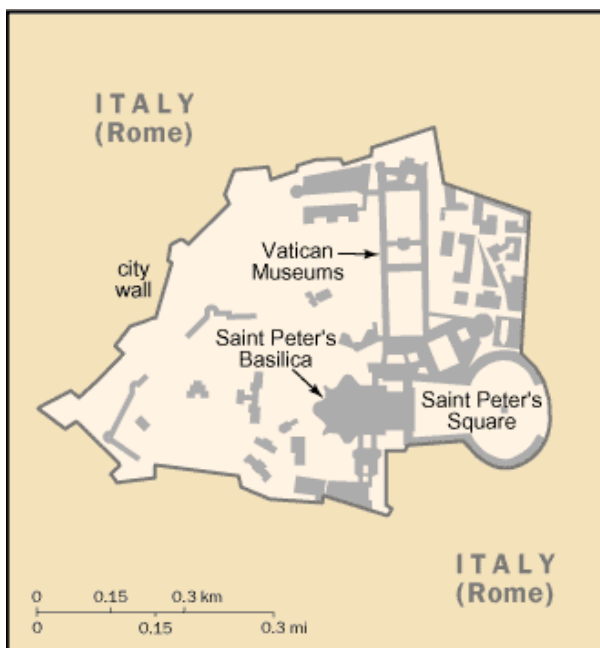 ITALY
(Rome)
Vatican
Museums
city
wall
Saint Peter's
Basilica
Saint Peter's
Square
ITALY
(Rome)
0 0.15 0.3 km
0 0.15 0.3 mi